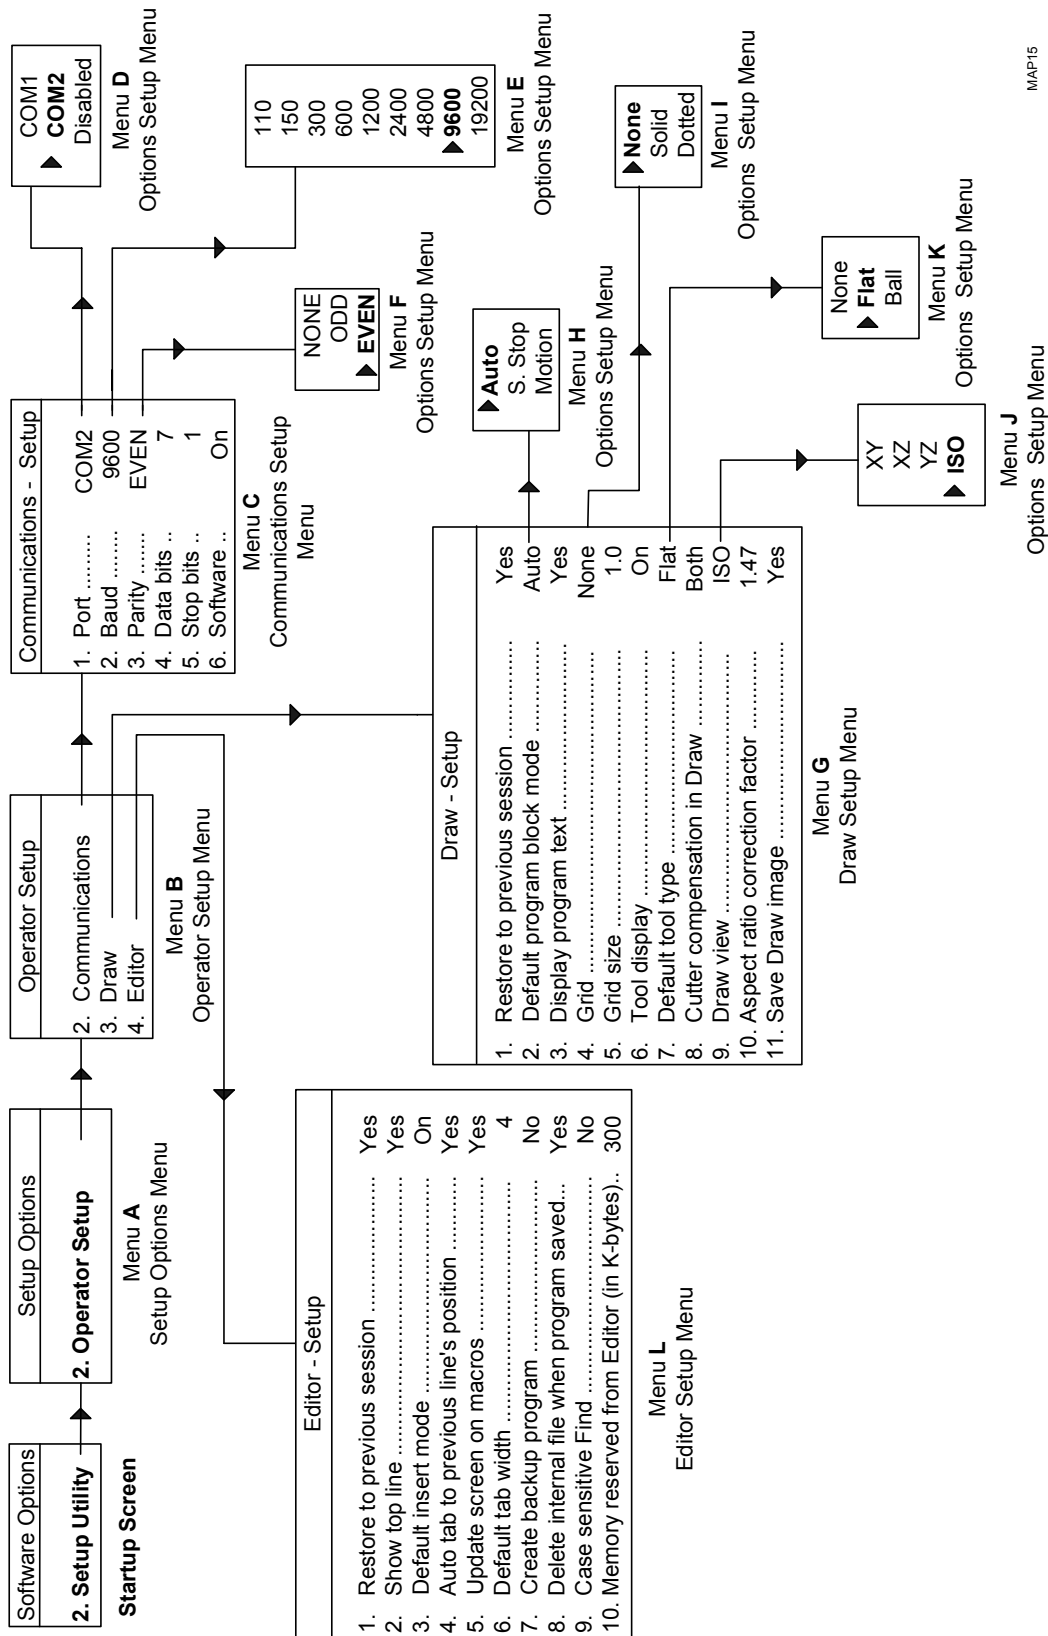 Software Options
2. Setup Utility
Startup Screen
Setup Options
2. Operator Setup
Menu A
Setup Options Menu
Operator Setup
2. Communications
3. Draw
4. Editor
Menu B
Operator Setup Menu
Communications - Setup
1. Port ......... COM2
2. Baud ......... 9600
3. Parity ........ EVEN
4. Data bits .. 7
5. Stop bits .. 1
6. Software .. On
Menu C
Communications Setup
Menu
COM1
COM2
Disabled
Menu D
Options Setup Menu
110
150
300
600
1200
2400
4800
9600
19200
Menu E
Options Setup Menu
NONE
ODD
EVEN
Menu F
Options Setup Menu
Draw - Setup
1. Restore to previous session .................... Yes
2. Default program block mode .................... Auto
3. Display program text .................... Yes
4. Grid .................... None
5. Grid size .................... 1.0
6. Tool display .................... On
7. Default tool type .................... Flat
8. Cutter compensation in Draw .................... Both
9. Draw view .................... ISO
10. Aspect ratio correction factor .................... 1.47
11. Save Draw image .................... Yes
Menu G
Draw Setup Menu
Auto
S. Stop
Motion
Menu H
Options Setup Menu
None
Solid
Dotted
Menu I
Options Setup Menu
XY
XZ
YZ
ISO
Menu J
Options Setup Menu
None
Flat
Ball
Menu K
Options Setup Menu
Editor - Setup
1. Restore to previous session .................... Yes
2. Show top line .................... Yes
3. Default insert mode .................... On
4. Auto tab to previous line's position .................... Yes
5. Update screen on macros .................... Yes
6. Default tab width .................... 4
7. Create backup program .................... No
8. Delete internal file when program saved... Yes
9. Case sensitive Find .................... No
10. Memory reserved from Editor (in K-bytes).. 300
Menu L
Editor Setup Menu
MAP15